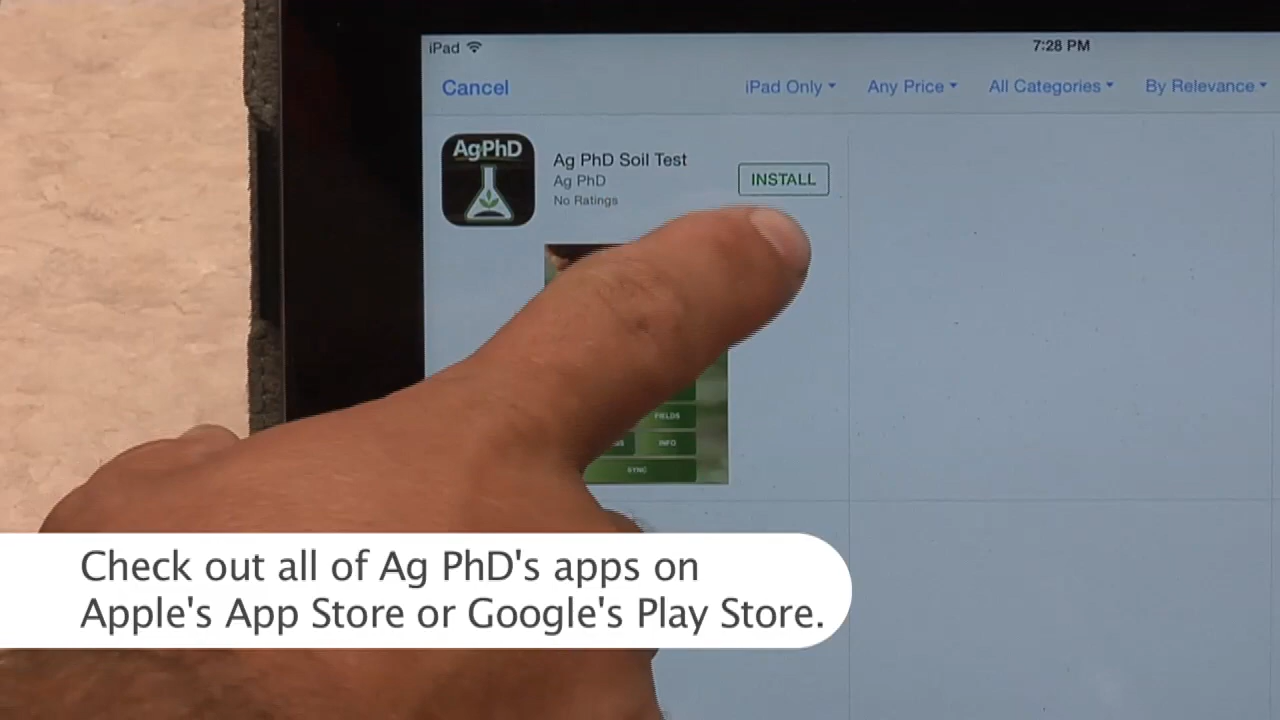 iPad
7:28 PM
Cancel
iPad Only
Any Price
All Categories
By Relevance
AgPhD
Ag PhD Soil Test
Ag PhD
No Ratings
INSTALL
FIELDS
INFO
SYNC
Check out all of Ag PhD's apps on
Apple's App Store or Google's Play Store.